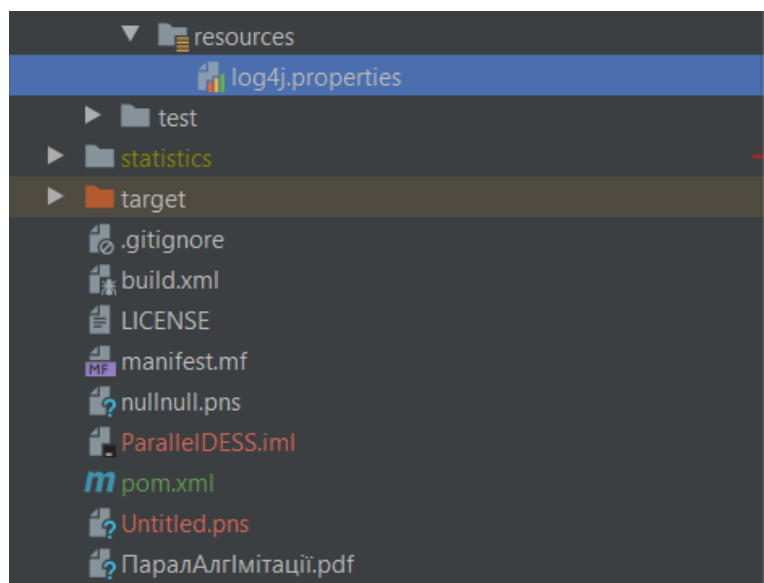 resources
log4j.properties
test
statistics
target
.gitignore
build.xml
LICENSE
MF manifest.mf
nullnull.pns
ParallelDESS.iml
m pom.xml
Untitled.pns
ПаралАлгІмітації.pdf